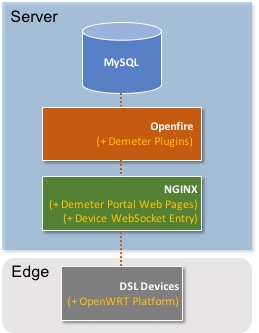 Server
MySQL
Openfire
(+ Demeter Plugins)
NGINX
(+ Demeter Portal Web Pages)
(+ Device WebSocket Entry)
Edge
DSL Devices
(+ OpenWRT Platform)